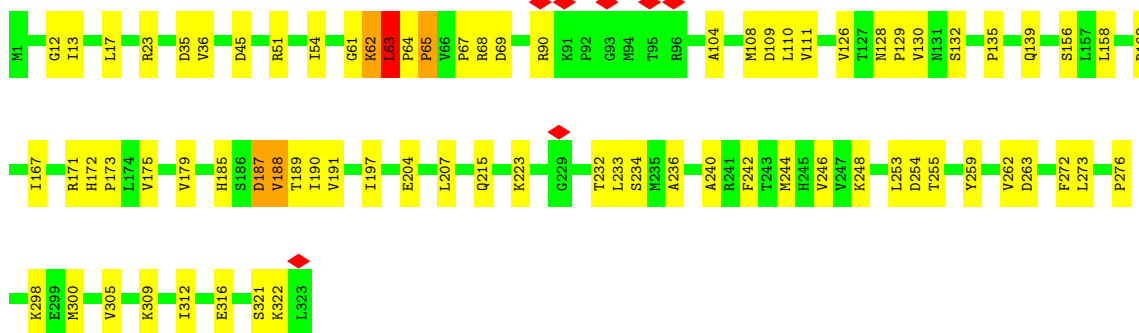 M1 G12 I13 L17 R23 D35 V36 D45 R51 I54 G61 K62 L63 P64 P65 V66 P67 R68 D69 R90 K91 P92 G93 M94 T95 R96 A104 M108 D109 L110 V111 V126 T127 N128 P129 V130 N131 S132 P135 Q139 S156 L157 L158
I167 R171 H172 P173 L174 V175 V179 H185 S186 D187 V188 T189 I190 V191 I197 E204 L207 Q215 K223 G229 T232 L233 S234 M235 A236 A240 R241 F242 T243 M244 H245 V246 V247 K248 L253 D254 T255 Y259 V262 D263 F272 L273 P276
K298 E299 M300 V305 K309 I312 E316 S321 K322 L323